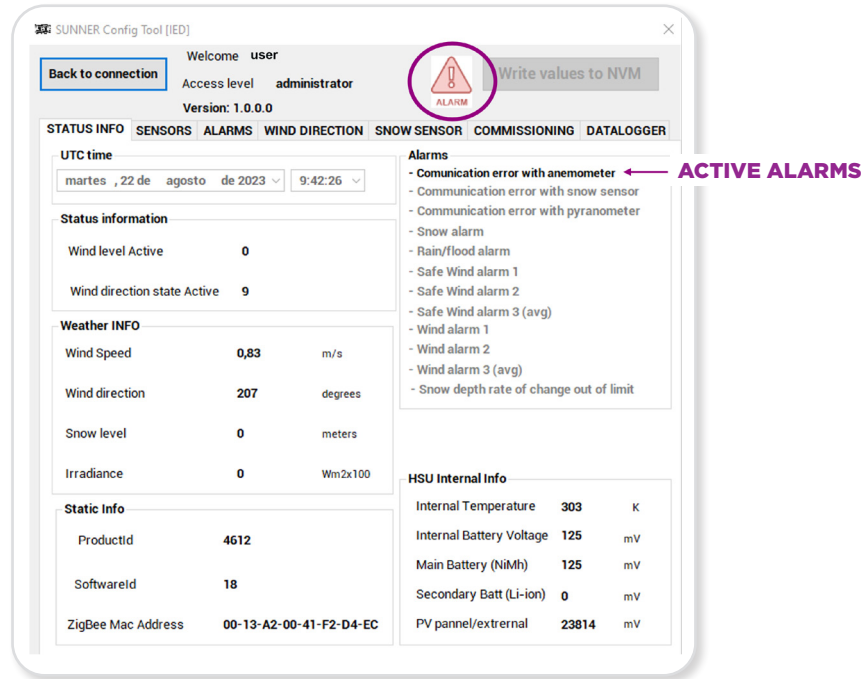 SUNNER Config Tool [IED]
Back to connection
Welcome user
Access level administrator
Version: 1.0.0.0
ALARM
Write values to NVM
STATUS INFO SENSORS ALARMS WIND DIRECTION SNOW SENSOR COMMISSIONING DATALOGGER
UTC time
martes , 22 de agosto de 2023 9:42:26
Status information
Wind level Active 0
Wind direction state Active 9
Weather INFO
Wind Speed 0,83 m/s
Wind direction 207 degrees
Snow level 0 meters
Irradiance 0 Wm2x100
Static Info
ProductId 4612
SoftwareId 18
ZigBee Mac Address 00-13-A2-00-41-F2-D4-EC
Alarms
- Comunication error with anemometer
ACTIVE ALARMS
- Communication error with snow sensor
- Communication error with pyranometer
- Snow alarm
- Rain/flood alarm
- Safe Wind alarm 1
- Safe Wind alarm 2
- Safe Wind alarm 3 (avg)
- Wind alarm 1
- Wind alarm 2
- Wind alarm 3 (avg)
- Snow depth rate of change out of limit
HSU Internal Info
Internal Temperature 303 K
Internal Battery Voltage 125 mV
Main Battery (NiMh) 125 mV
Secondary Batt (Li-ion) 0 mV
PV pannel/extrernal 23814 mV